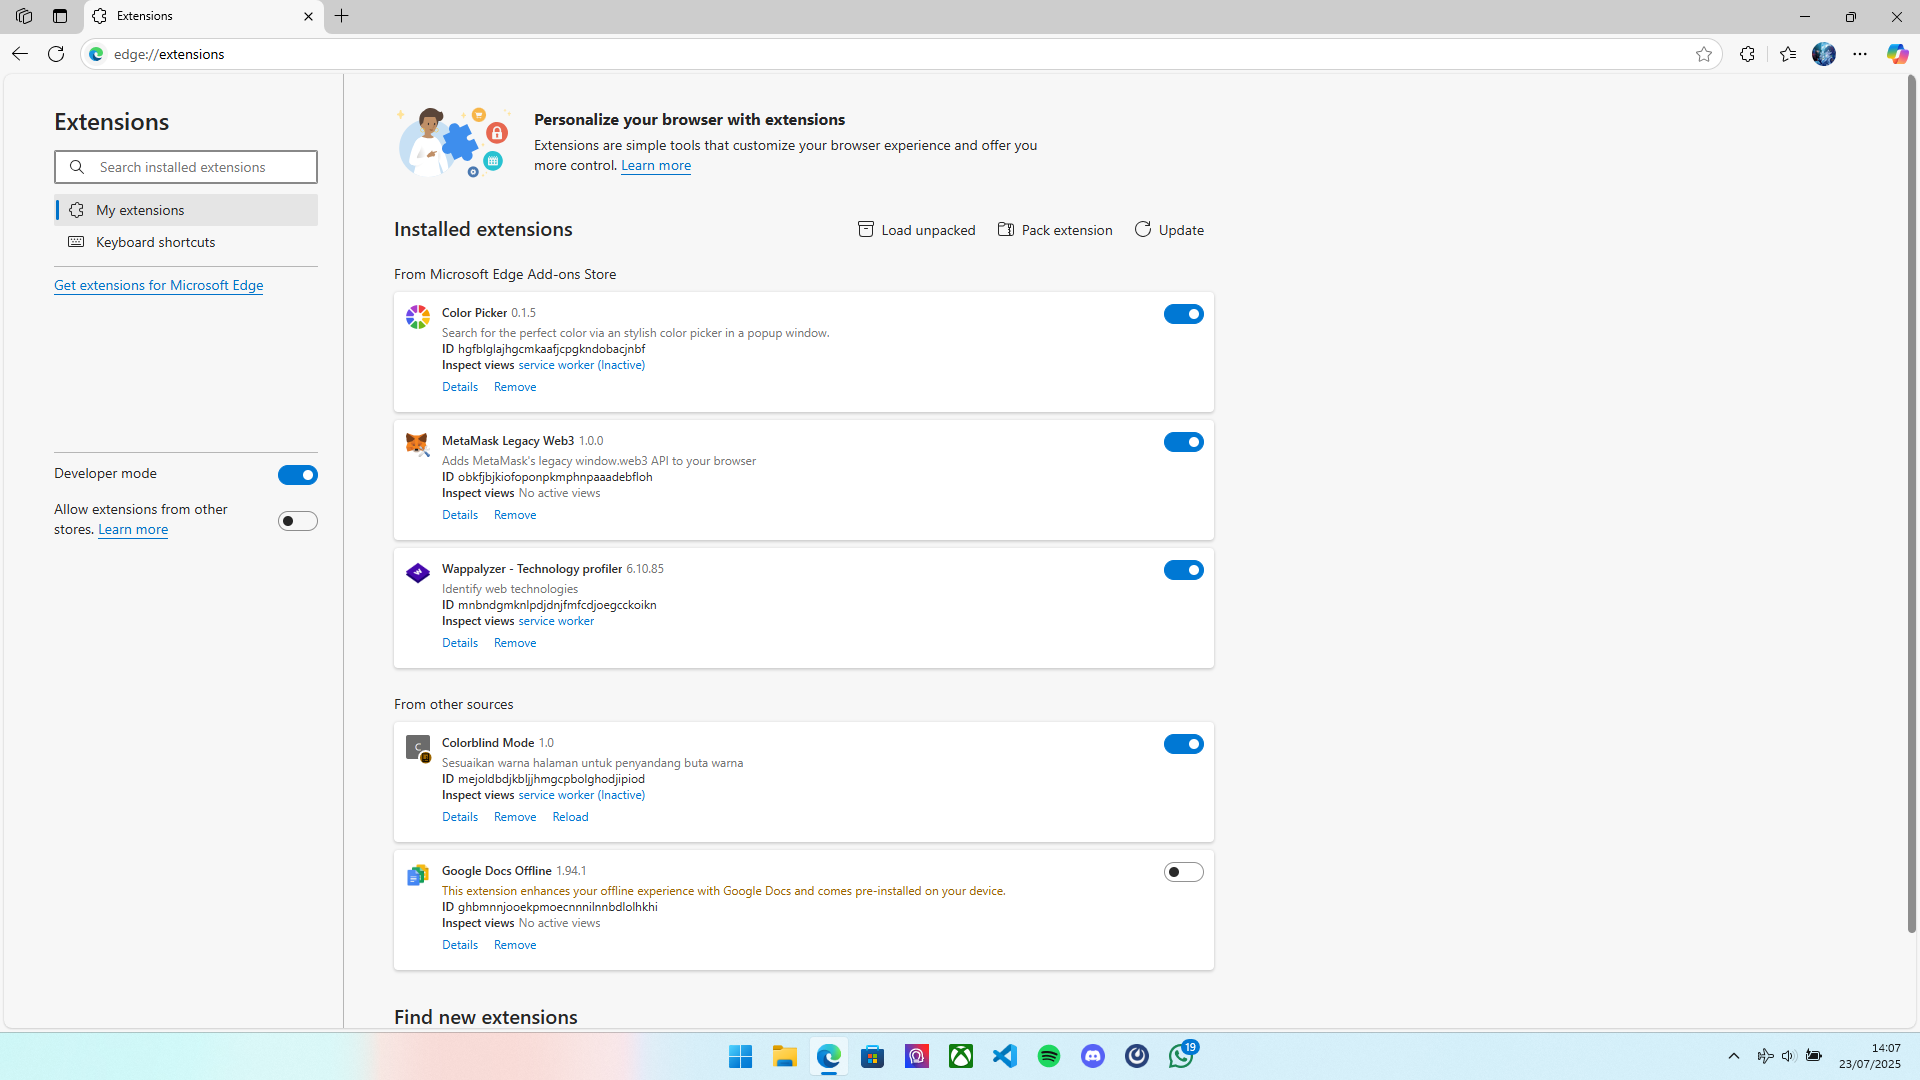 Extensions
edge://extensions
Extensions
Search installed extensions
My extensions
Keyboard shortcuts
Get extensions for Microsoft Edge
Developer mode
Allow extensions from other
stores. Learn more
Personalize your browser with extensions
Extensions are simple tools that customize your browser experience and offer you
more control. Learn more
Installed extensions
Load unpacked
Pack extension
Update
From Microsoft Edge Add-ons Store
Color Picker 0.1.5
Search for the perfect color via an stylish color picker in a popup window.
ID hgfblglajhgcmkaafjcpgkndobacjnbf
Inspect views service worker (Inactive)
Details Remove
MetaMask Legacy Web3 1.0.0
Adds MetaMask's legacy window.web3 API to your browser
ID obkfjbjkiofoponpkmphnpaaadebfloh
Inspect views No active views
Details Remove
Wappalyzer - Technology profiler 6.10.85
Identify web technologies
ID mnbndgmknlpdjdnjfmfcdjoegcckoikn
Inspect views service worker
Details Remove
From other sources
C
Colorblind Mode 1.0
Sesuaikan warna halaman untuk penyandang buta warna
ID mejoldbdjkbljjhmgcpbolghodjipiod
Inspect views service worker (Inactive)
Details Remove Reload
Google Docs Offline 1.94.1
This extension enhances your offline experience with Google Docs and comes pre-installed on your device.
ID ghbmnnjooekpmoecnnnilnnbdlolhkhi
Inspect views No active views
Details Remove
Find new extensions
19
14:07
23/07/2025